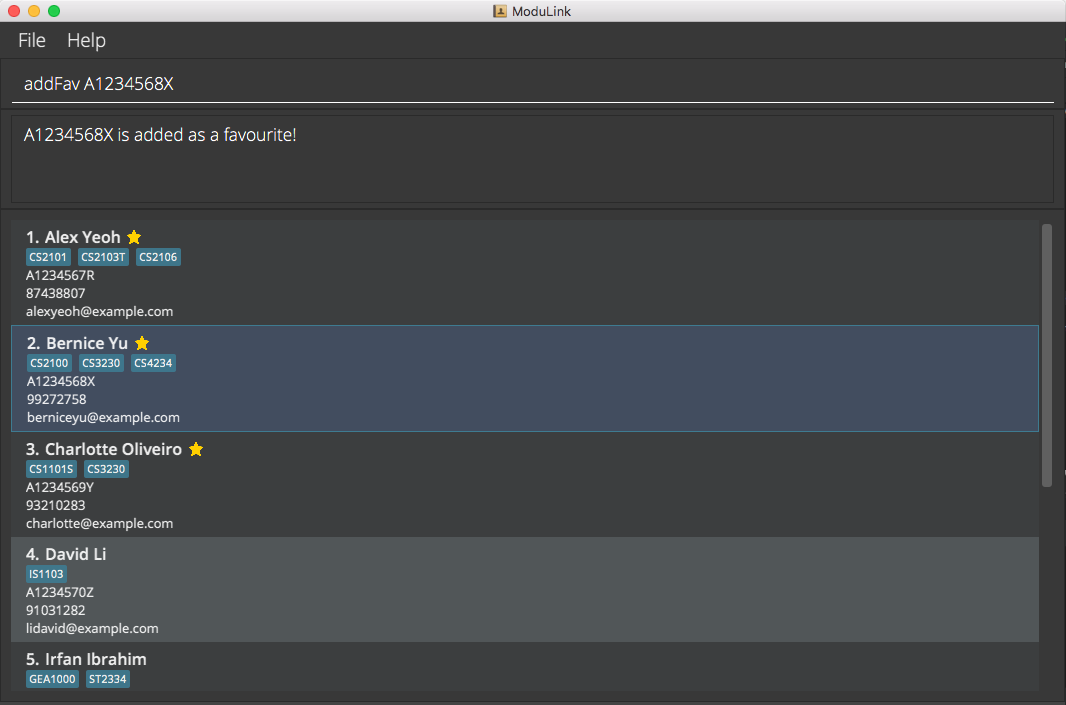 ModuLink
File Help
addFav A1234568X
A1234568X is added as a favourite!
1. Alex Yeoh
CS2101 CS2103T CS2106
A1234567R
87438807
alexyeoh@example.com
2. Bernice Yu
CS2100 CS3230 CS4234
A1234568X
99272758
berniceyu@example.com
3. Charlotte Oliveiro
CS1101S CS3230
A1234569Y
93210283
charlotte@example.com
4. David Li
IS1103
A1234570Z
91031282
lidavid@example.com
5. Irfan Ibrahim
GEA1000 ST2334